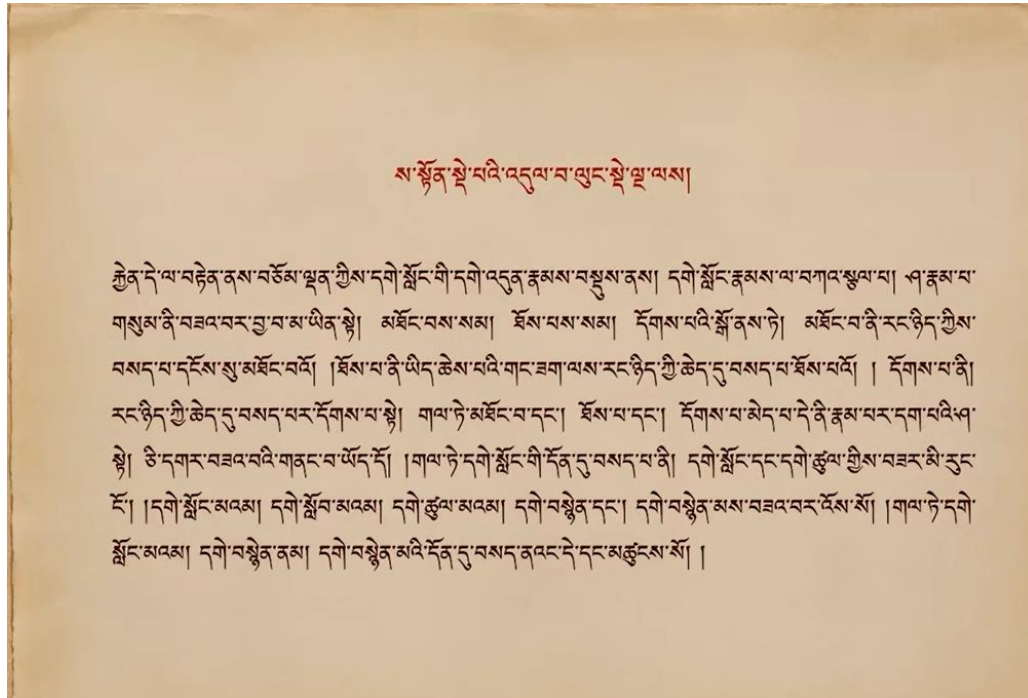 ས་སྟོན་སྡེ་པའི་འདུལ་བ་ལུང་སྡེ་ལྔ་ལས།
རྐྱེན་དེ་ལ་བརྟེན་ནས་བཅོམ་ལྡན་ཀྱིས་དགེ་སློང་གི་དགེ་འདུན་རྣམས་བསྡུས་ནས། དགེ་སློང་རྣམས་ལ་བཀའ་སྩལ་པ། ཤ་རྣམ་པ་
གསུམ་ནི་བཟའ་བར་བྱ་བ་མ་ཡིན་སྟེ། མཐོང་བས་སམ། ཐོས་པས་སམ། དོགས་པའི་སྒོ་ནས་ཏེ། མཐོང་བ་ནི་རང་ཉིད་ཀྱིས་
བསད་པ་དངོས་སུ་མཐོང་བའོ། །ཐོས་པ་ནི་ཡིད་ཆེས་པའི་གང་ཟག་ལས་རང་ཉིད་ཀྱི་ཆེད་དུ་བསད་པ་ཐོས་པའོ། ། དོགས་པ་ནི།
རང་ཉིད་ཀྱི་ཆེད་དུ་བསད་པར་དོགས་པ་སྟེ། གལ་ཏེ་མཐོང་བ་དང་། ཐོས་པ་དང་། དོགས་པ་མེད་པ་དེ་ནི་རྣམ་པར་དག་པའི་ཤ་
སྟེ། ཅི་དགར་བཟའ་བའི་གནང་བ་ཡོད་དོ། །གལ་ཏེ་དགེ་སློང་གི་དོན་དུ་བསད་པ་ནི། དགེ་སློང་དང་དགེ་ཚུལ་གྱིས་བཟར་མི་རུང་
ངོ་། །དགེ་སློང་མའམ། དགེ་སློབ་མའམ། དགེ་ཚུལ་མའམ། དགེ་བསྙེན་དང་། དགེ་བསྙེན་མས་བཟའ་བར་འོས་སོ། །གལ་ཏེ་དགེ་
སློང་མའམ། དགེ་བསྙེན་ནམ། དགེ་བསྙེན་མའི་དོན་དུ་བསད་ནའང་དེ་དང་མཚུངས་སོ། །